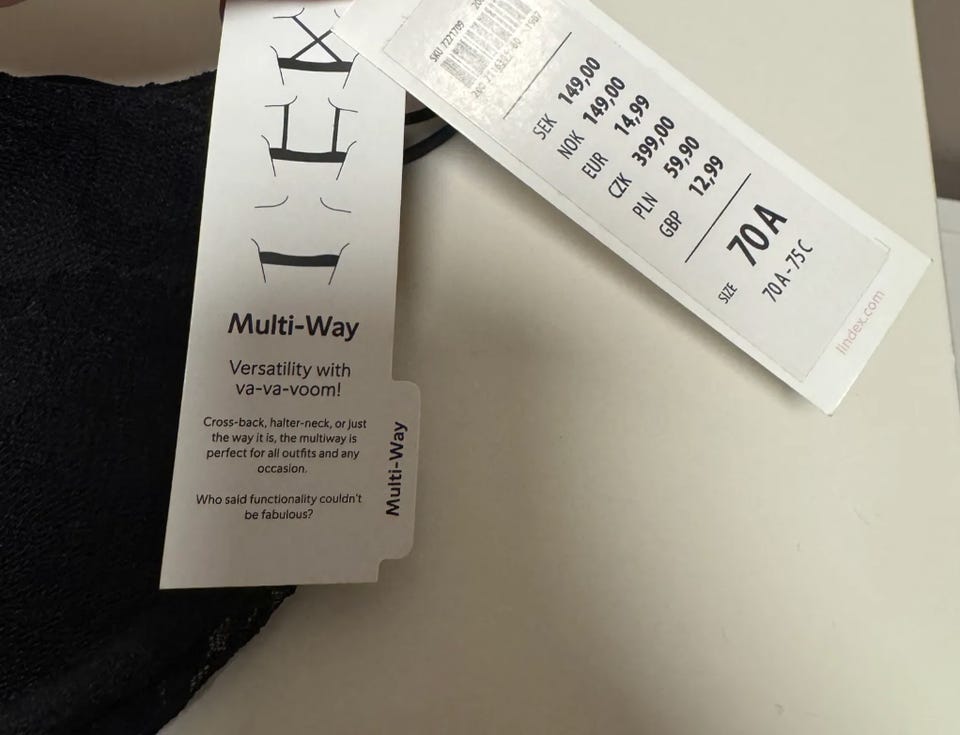 Multi-Way
Versatility with
va-va-voom!
Cross-back, halter-neck, or just
the way it is, the multiway is
perfect for all outfits and any
occasion.
Who said functionality couldn't
be fabulous?
Multi-Way
SKU 7221709
SEK 149,00
NOK 149,00
EUR 14,99
CZK 399,00
PLN 59,90
GBP 12,99
SIZE 70A
70A-75C
lindex.com